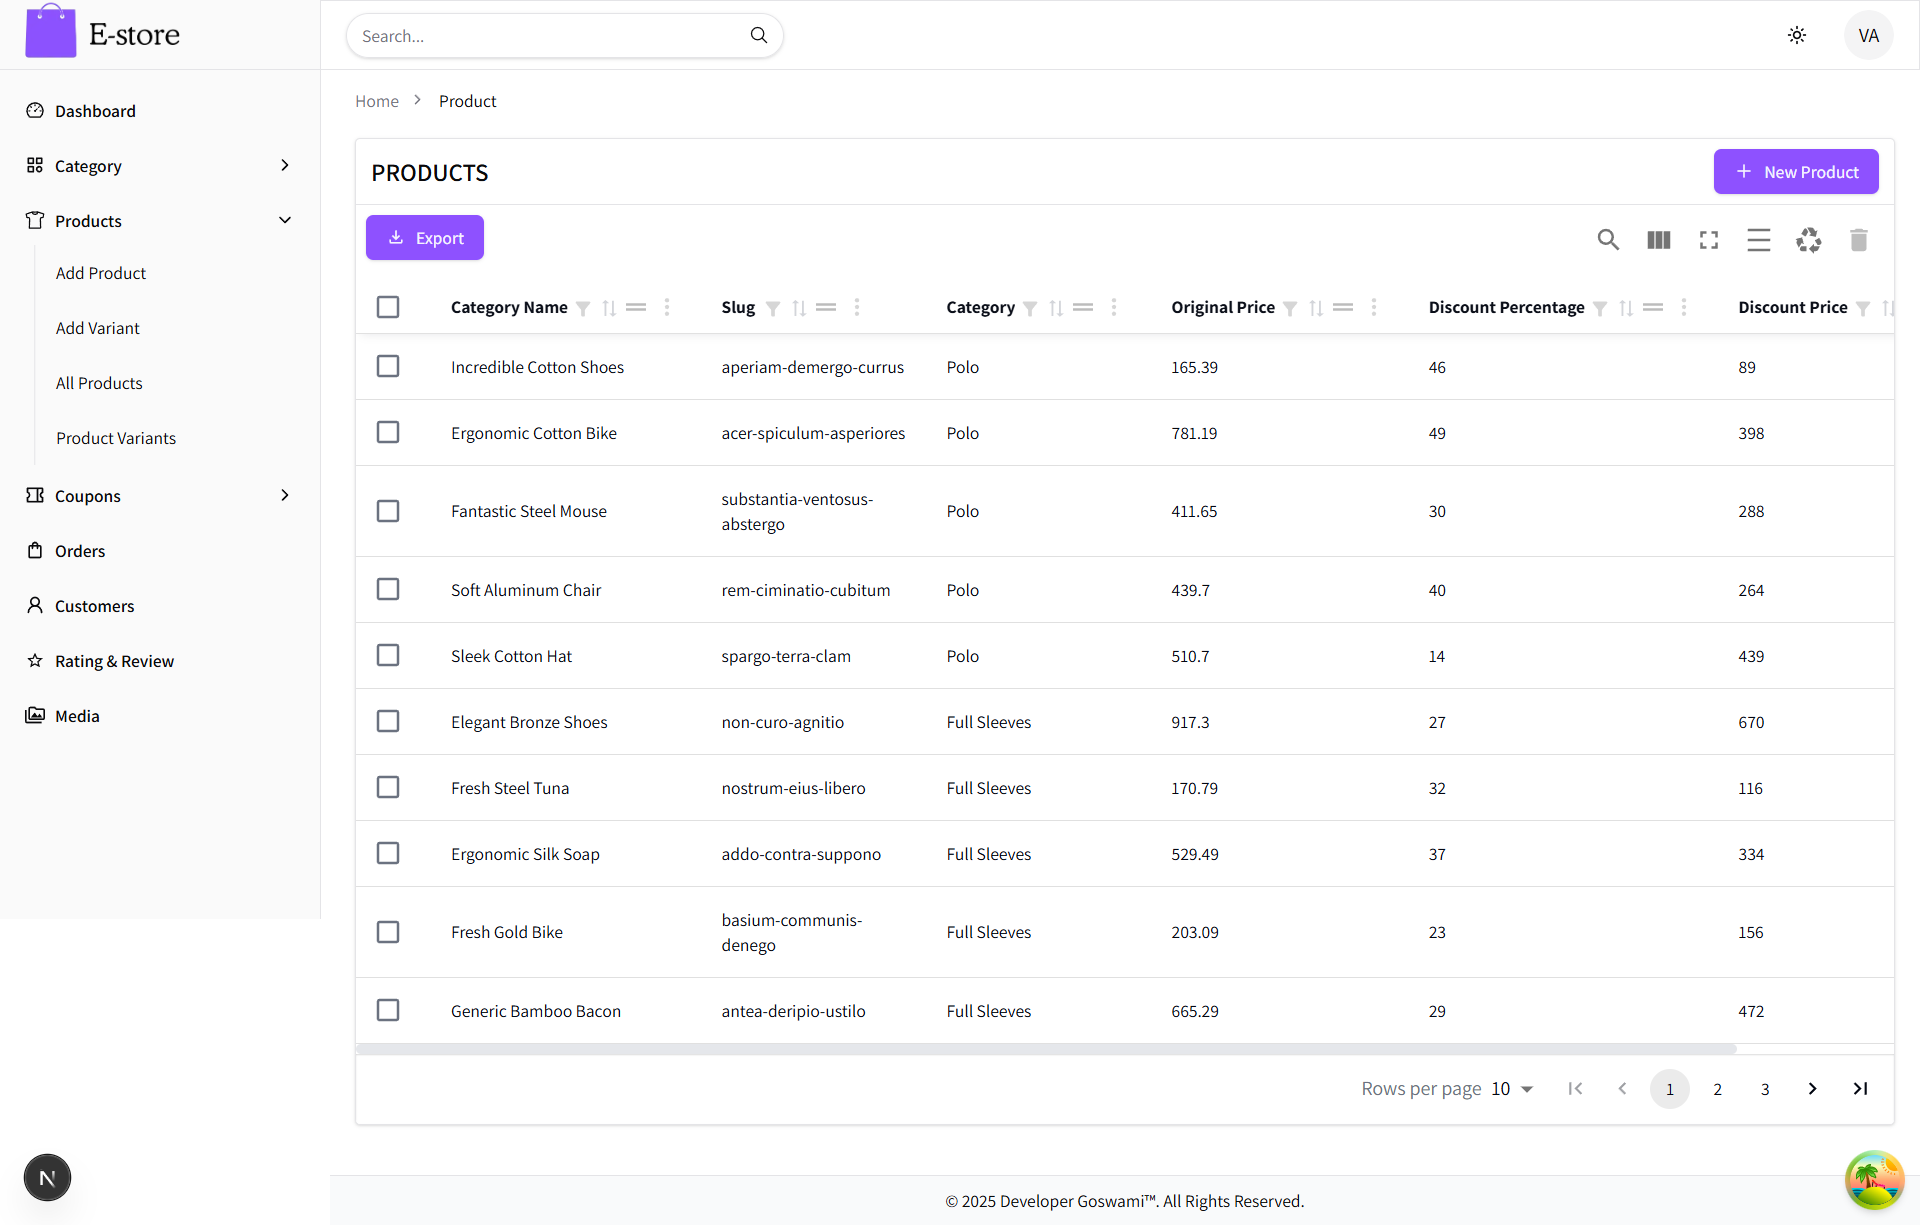 E-store
Search...
VA
Dashboard
Category
Products
Add Product
Add Variant
All Products
Product Variants
Coupons
Orders
Customers
Rating & Review
Media
Home Product
PRODUCTS
New Product
Export
Category Name Slug Category Original Price Discount Percentage Discount Price
Incredible Cotton Shoes aperiam-demergo-currus Polo 165.39 46 89
Ergonomic Cotton Bike acer-spiculum-asperiores Polo 781.19 49 398
Fantastic Steel Mouse substantia-ventosus-abstergo Polo 411.65 30 288
Soft Aluminum Chair rem-ciminatio-cubitum Polo 439.7 40 264
Sleek Cotton Hat spargo-terra-clam Polo 510.7 14 439
Elegant Bronze Shoes non-curo-agnitio Full Sleeves 917.3 27 670
Fresh Steel Tuna nostrum-eius-libero Full Sleeves 170.79 32 116
Ergonomic Silk Soap addo-contra-suppono Full Sleeves 529.49 37 334
Fresh Gold Bike basium-communis-denego Full Sleeves 203.09 23 156
Generic Bamboo Bacon antea-deripio-ustilo Full Sleeves 665.29 29 472
Rows per page 10 1 2 3
N
© 2025 Developer Goswami™. All Rights Reserved.